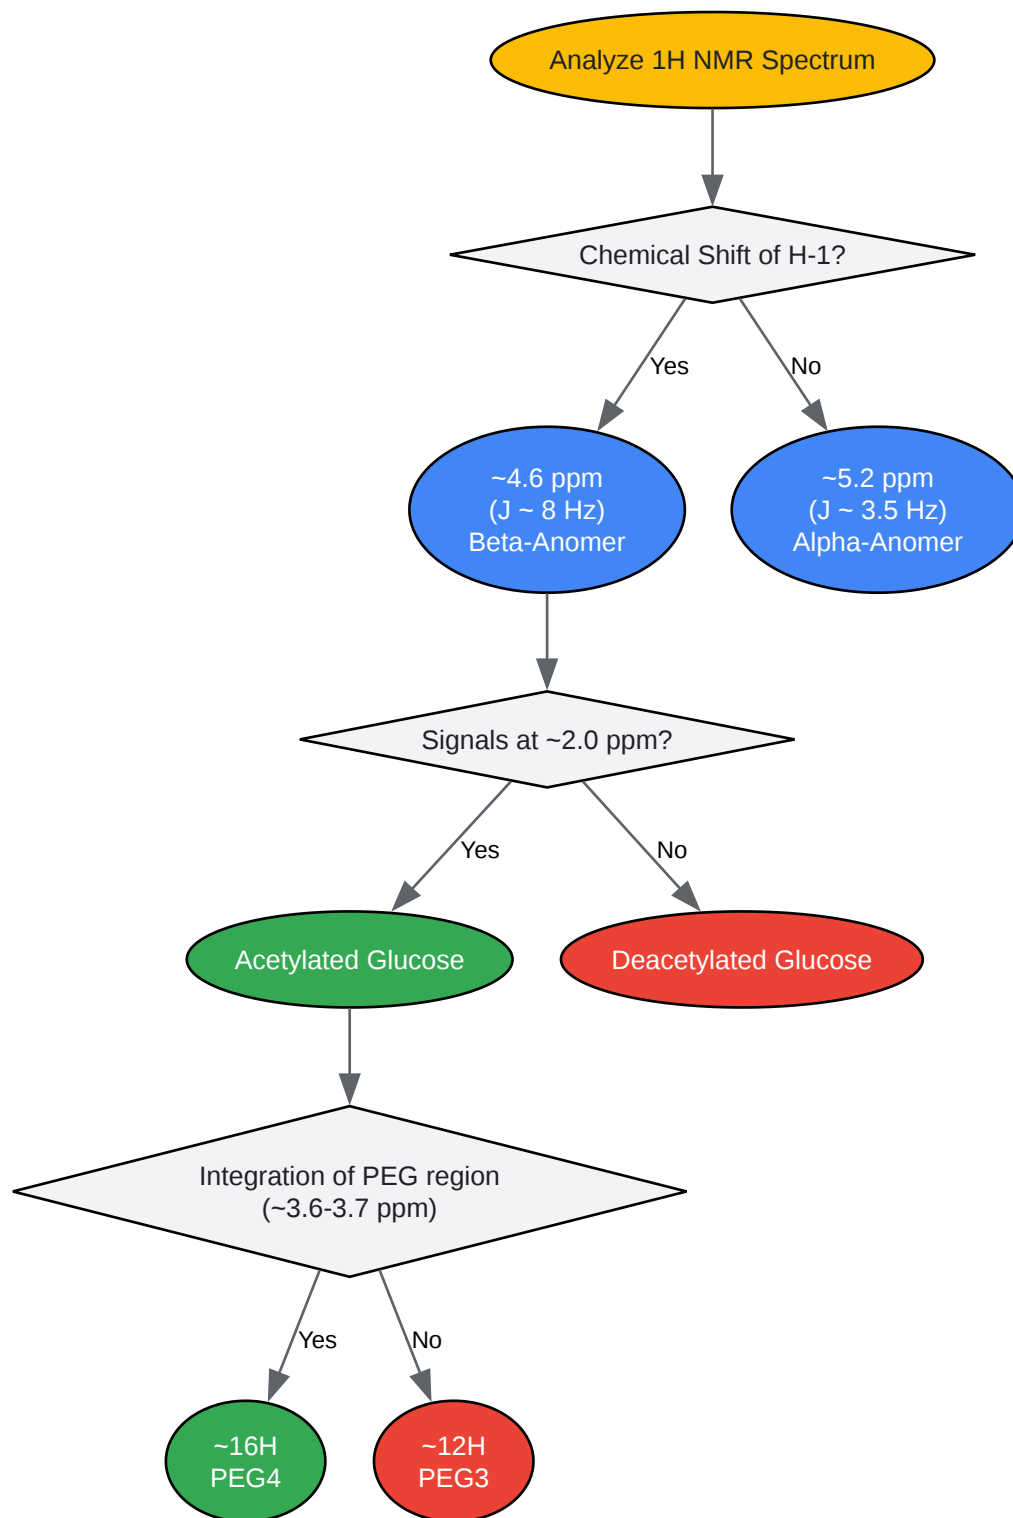 Analyze 1H NMR Spectrum
Chemical Shift of H-1?
Yes
No
~4.6 ppm
(J ~ 8 Hz)
Beta-Anomer
~5.2 ppm
(J ~ 3.5 Hz)
Alpha-Anomer
Signals at ~2.0 ppm?
Yes
No
Acetylated Glucose
Deacetylated Glucose
Integration of PEG region
(~3.6-3.7 ppm)
Yes
No
~16H
PEG4
~12H
PEG3